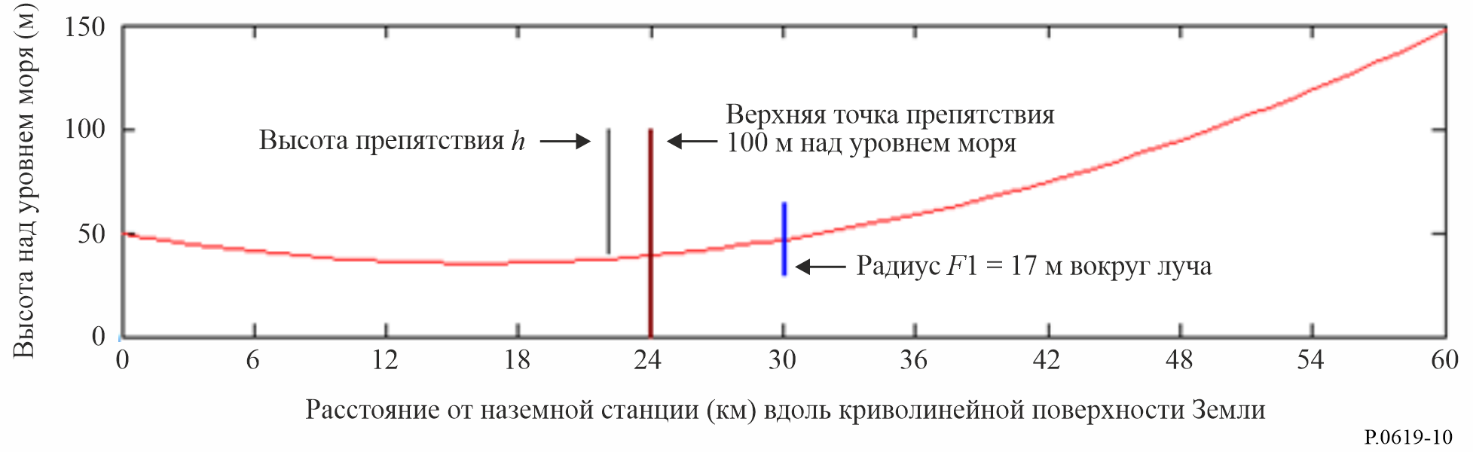 Высота над уровнем моря (м)
150
100
50
0
Высота препятствия h
Верхняя точка препятствия
100 м над уровнем моря
Радиус F1 = 17 м вокруг луча
0 6 12 18 24 30 36 42 48 54 60
Расстояние от наземной станции (км) вдоль криволинейной поверхности Земли
P.0619-10